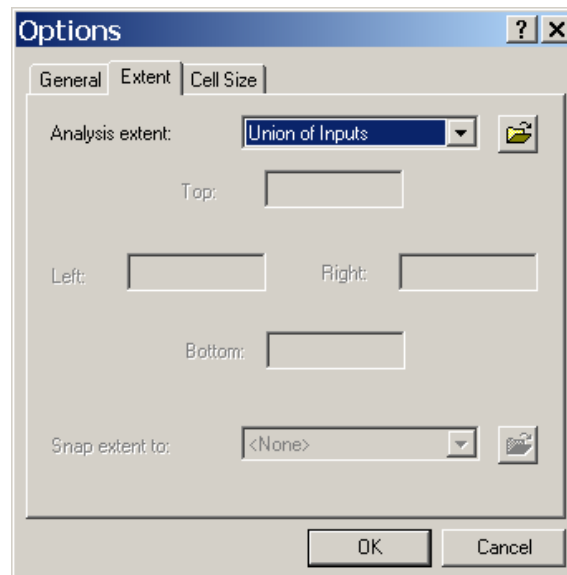 Options ? X
General Extent Cell Size
Analysis extent: Union of Inputs
Top:
Left: Right:
Bottom:
Snap extent to: <None>
OK Cancel